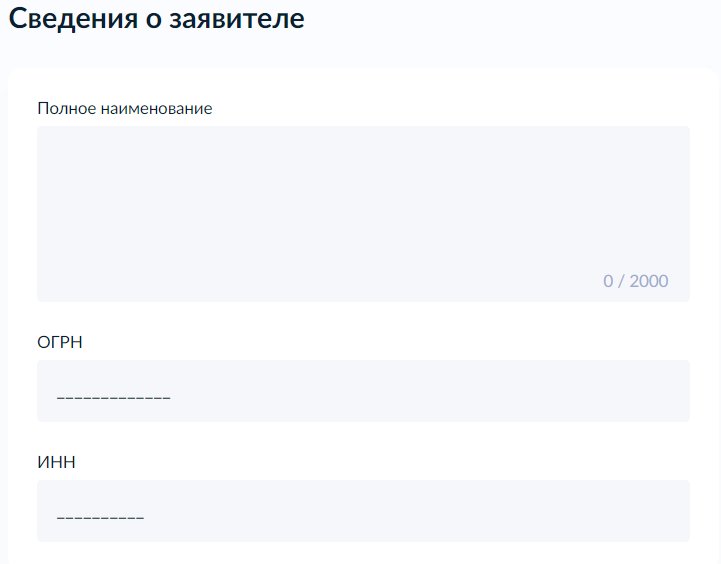 Сведения о заявителе
Полное наименование
0 / 2000
ОГРН
_____________
ИНН
__________